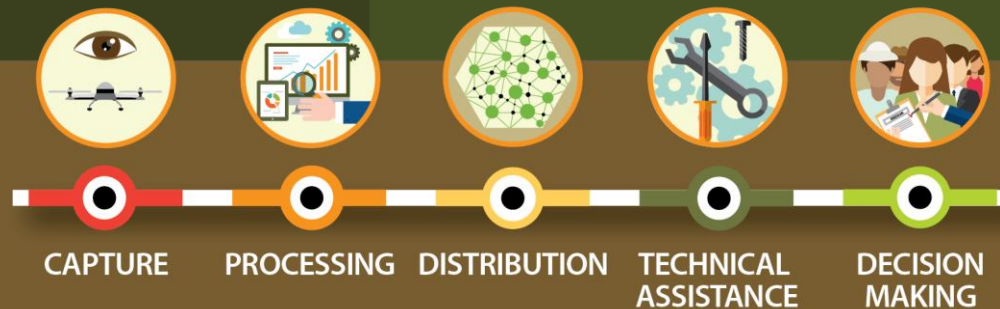 CAPTURE
PROCESSING
DISTRIBUTION
TECHNICAL
ASSISTANCE
DECISION
MAKING